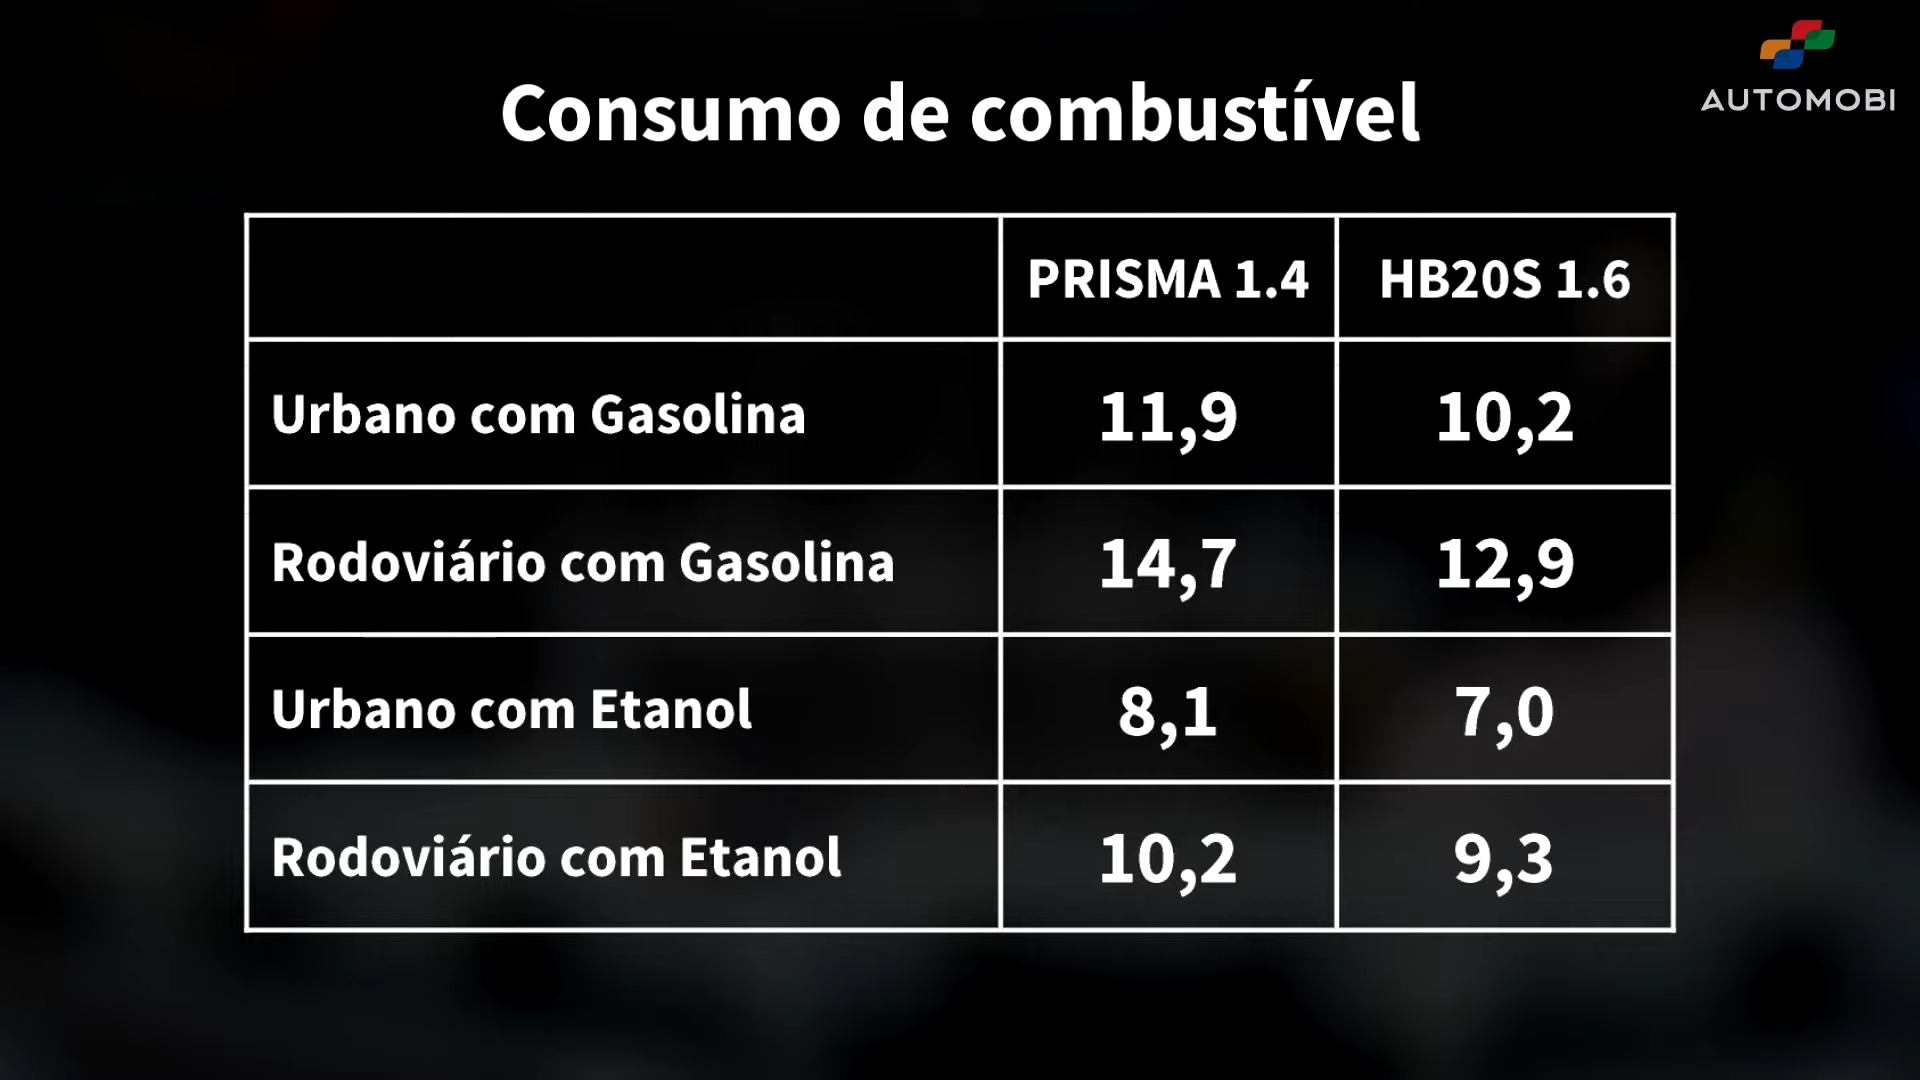 AUTOMOBI
Consumo de combustível
PRISMA 1.4 HB20S 1.6
Urbano com Gasolina 11,9 10,2
Rodoviário com Gasolina 14,7 12,9
Urbano com Etanol 8,1 7,0
Rodoviário com Etanol 10,2 9,3